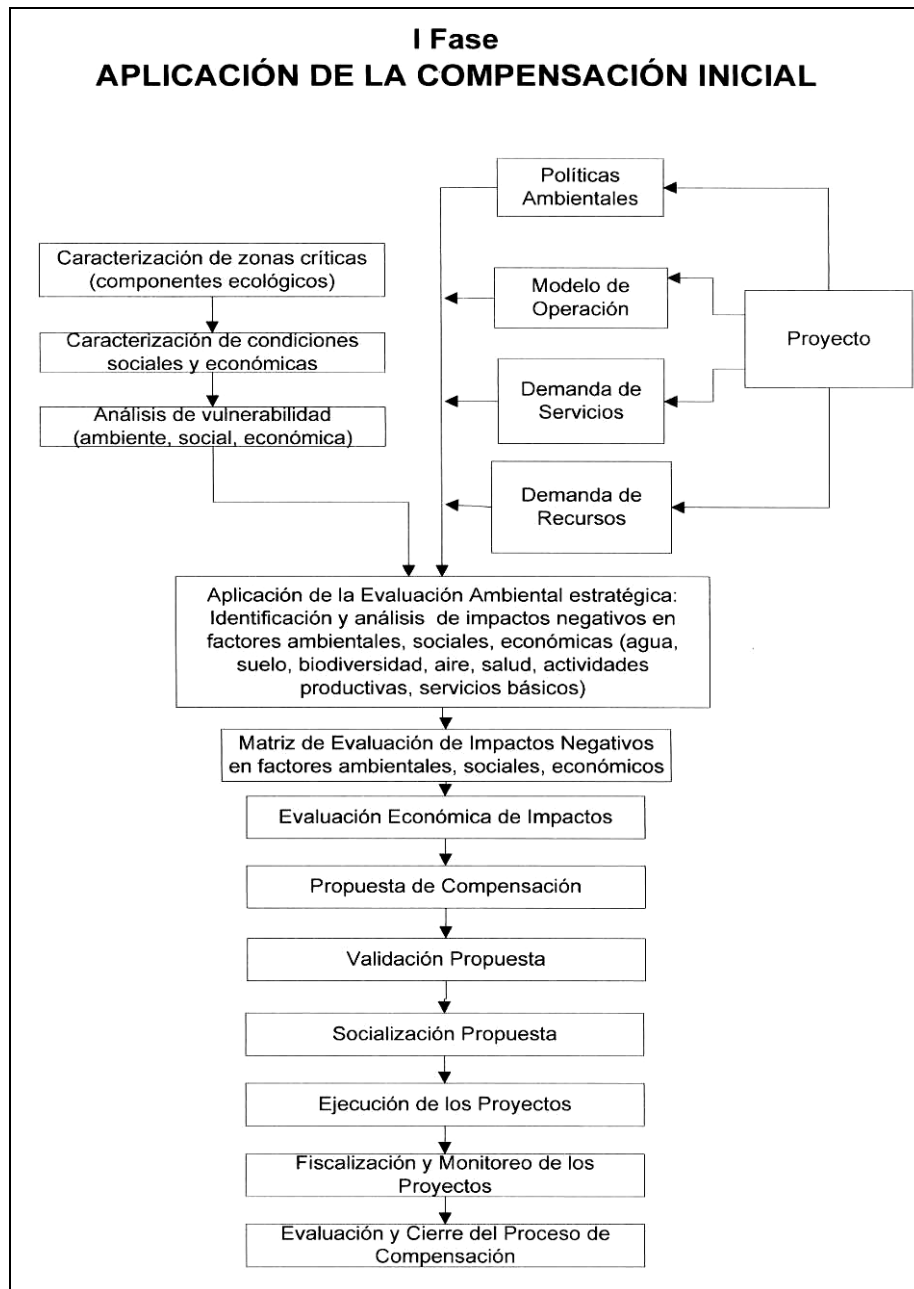 I Fase
APLICACIÓN DE LA COMPENSACIÓN INICIAL
Políticas
Ambientales
Caracterización de zonas críticas
(componentes ecológicos)
Modelo de
Operación
Proyecto
Caracterización de condiciones
sociales y económicas
Demanda de
Servicios
Análisis de vulnerabilidad
(ambiente, social, económica)
Demanda de
Recursos
Aplicación de la Evaluación Ambiental estratégica:
Identificación y análisis de impactos negativos en
factores ambientales, sociales, económicas (agua,
suelo, biodiversidad, aire, salud, actividades
productivas, servicios básicos)
Matriz de Evaluación de Impactos Negativos
en factores ambientales, sociales, económicos
Evaluación Económica de Impactos
Propuesta de Compensación
Validación Propuesta
Socialización Propuesta
Ejecución de los Proyectos
Fiscalización y Monitoreo de los
Proyectos
Evaluación y Cierre del Proceso de
Compensación